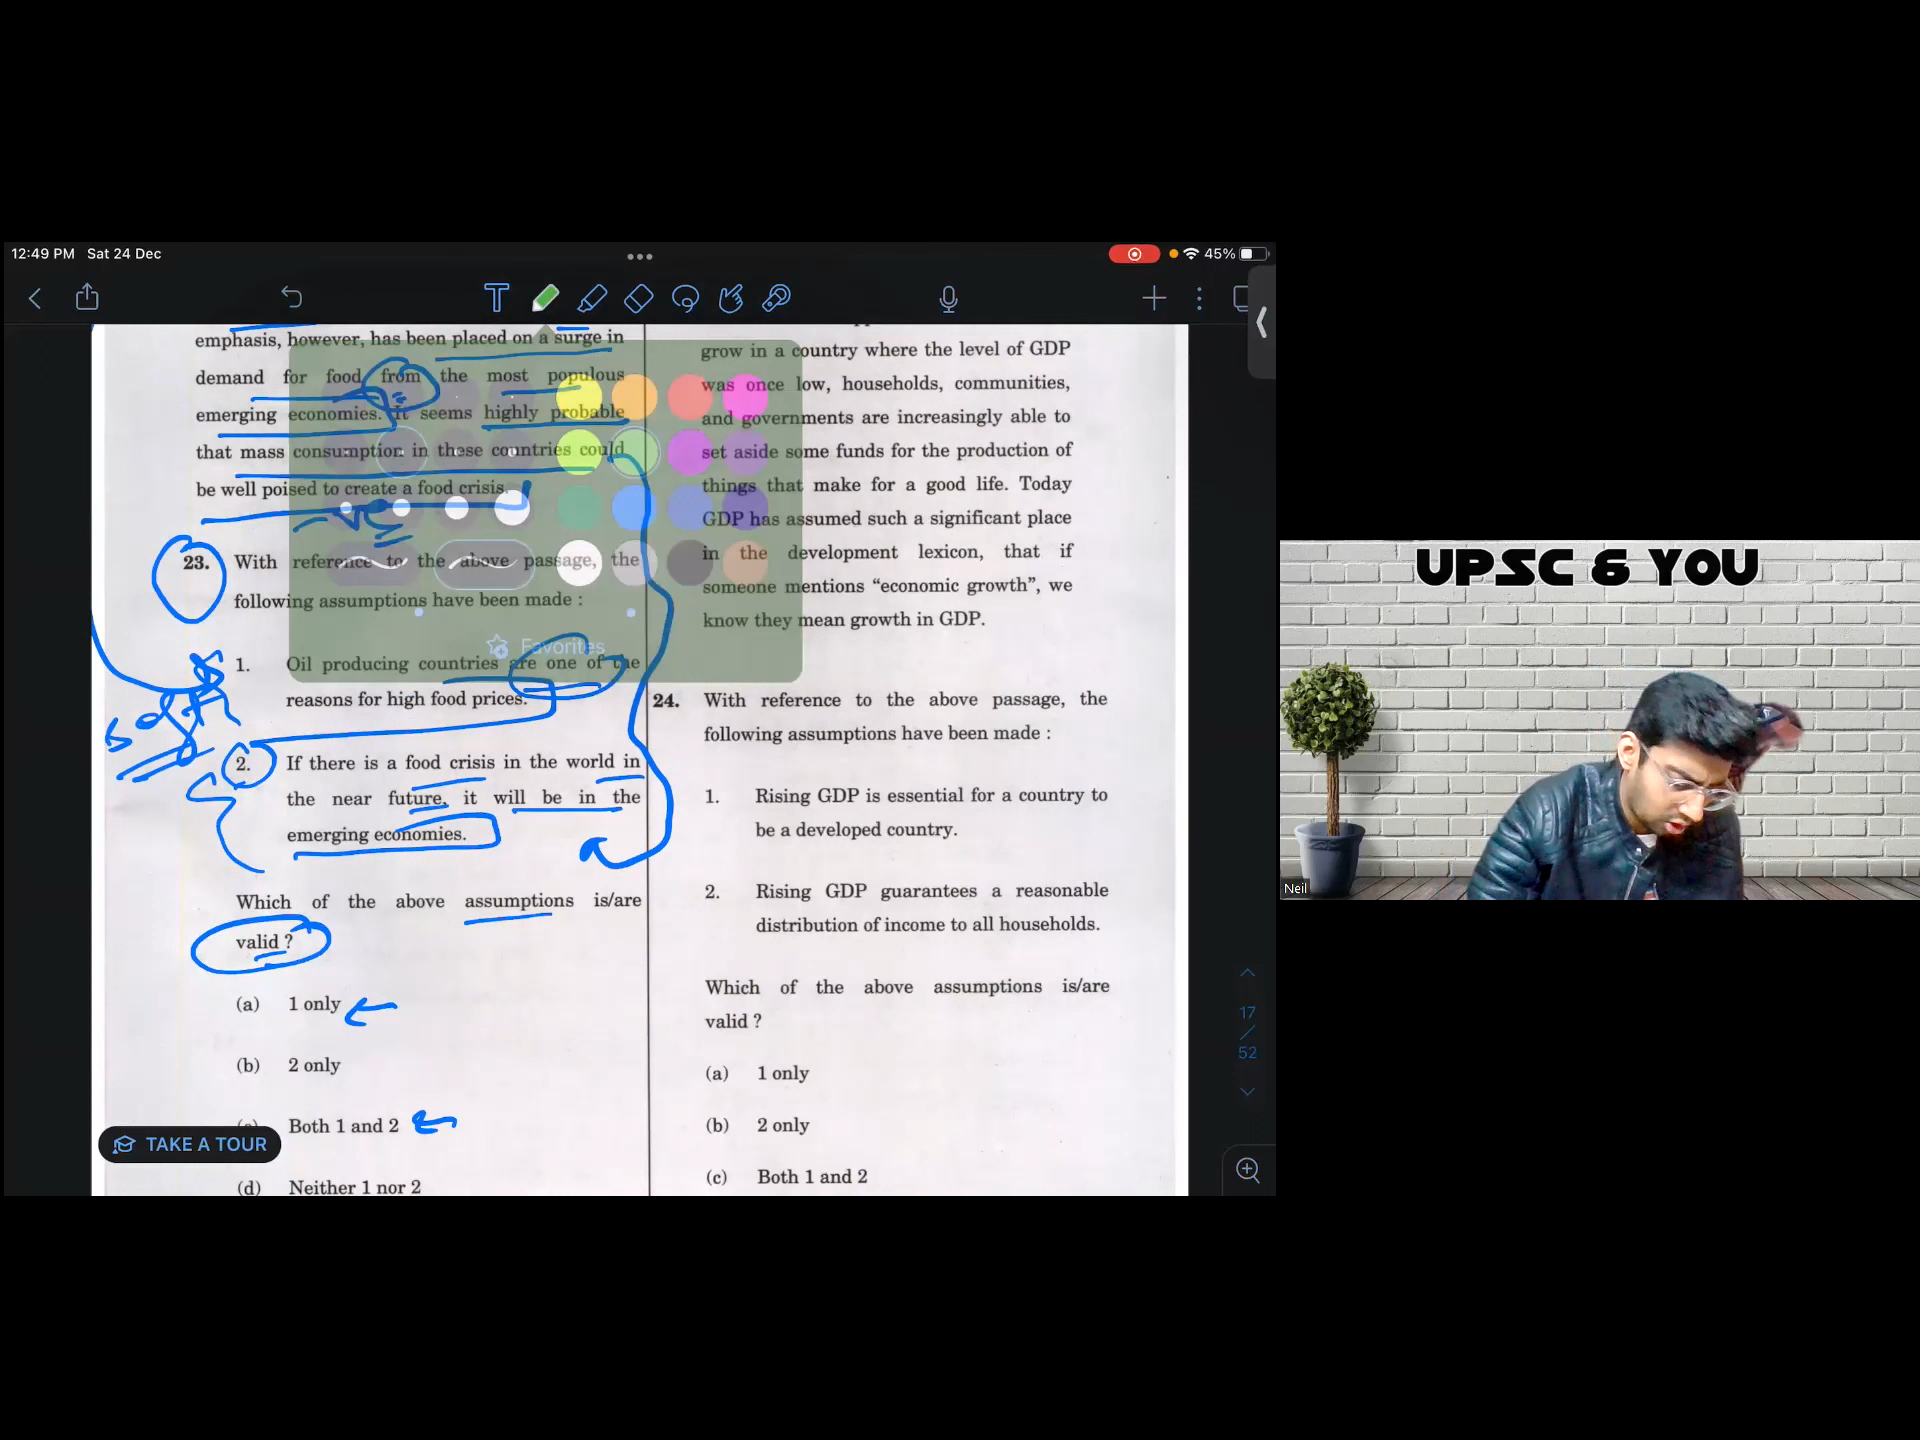 12:49 PM Sat 24 Dec
45%
emphasis, however, has been placed on a surge in
demand for food from the most populous
emerging economies. It seems highly probable
that mass consumption in these countries could
be well poised to create a food crisis.
23. With reference to the above passage, the
following assumptions have been made :
Favorites
1. Oil producing countries are one of the
reasons for high food prices.
2. If there is a food crisis in the world in
the near future, it will be in the
emerging economies.
Which of the above assumptions is/are
valid ?
(a) 1 only
(b) 2 only
(c) Both 1 and 2
TAKE A TOUR
(d) Neither 1 nor 2
grow in a country where the level of GDP
was once low, households, communities,
and governments are increasingly able to
set aside some funds for the production of
things that make for a good life. Today
GDP has assumed such a significant place
in the development lexicon, that if
someone mentions “economic growth”, we
know they mean growth in GDP.
24. With reference to the above passage, the
following assumptions have been made :
1. Rising GDP is essential for a country to
be a developed country.
2. Rising GDP guarantees a reasonable
distribution of income to all households.
Which of the above assumptions is/are
valid ?
(a) 1 only
(b) 2 only
(c) Both 1 and 2
17
/
52
UPSC & YOU
Neil